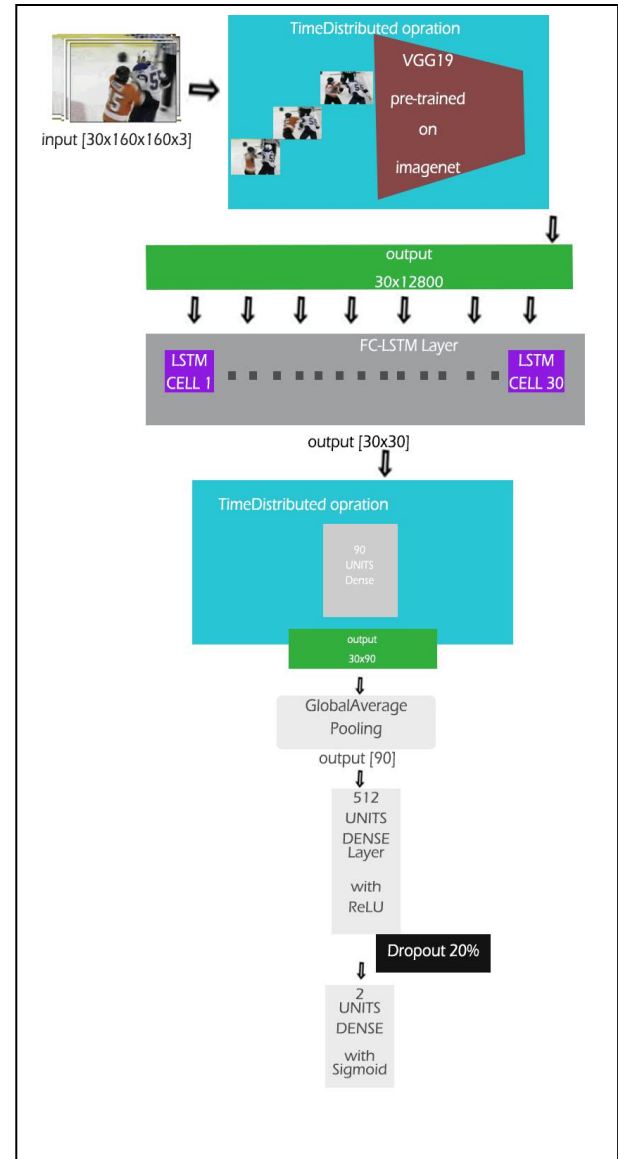 TimeDistributed opration
VGG19
pre-trained
on
imagenet
input [30x160x160x3]
output
30x12800
FC-LSTM Layer
LSTM
CELL 1
LSTM
CELL 30
output [30x30]
TimeDistributed opration
90
UNITS
Dense
output
30x90
GlobalAverage
Pooling
output [90]
512
UNITS
DENSE
Layer
with
ReLU
Dropout 20%
2
UNITS
DENSE
with
Sigmoid